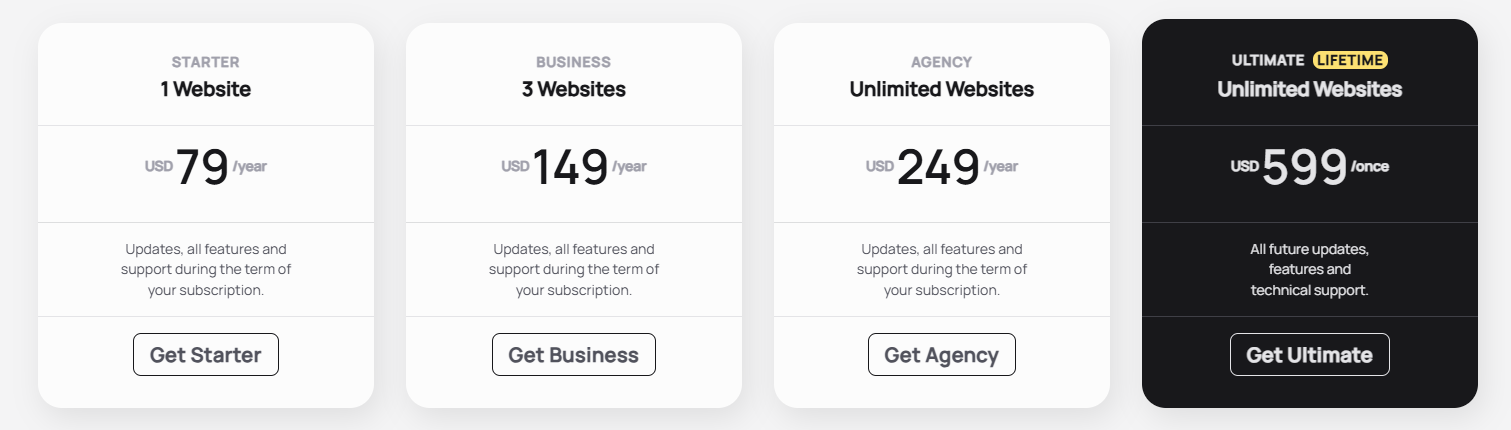 STARTER
1 Website
USD 79 /year
Updates, all features and
support during the term of
your subscription.
Get Starter
BUSINESS
3 Websites
USD 149 /year
Updates, all features and
support during the term of
your subscription.
Get Business
AGENCY
Unlimited Websites
USD 249 /year
Updates, all features and
support during the term of
your subscription.
Get Agency
ULTIMATE LIFETIME
Unlimited Websites
USD 599 /once
All future updates,
features and
technical support.
Get Ultimate